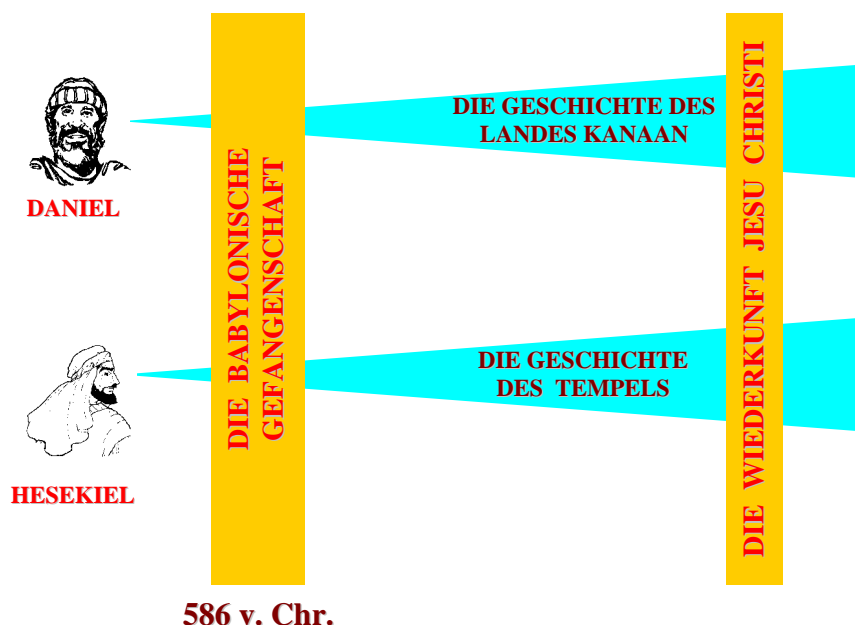 DIE GESCHICHTE DES
LANDES KANAAN
DANIEL
DIE BABYLONISCHE
GEFANGENSCHAFT
DIE WIEDERKUNFT JESU CHRISTI
DIE GESCHICHTE
DES TEMPELS
HESEKIEL
586 v. Chr.